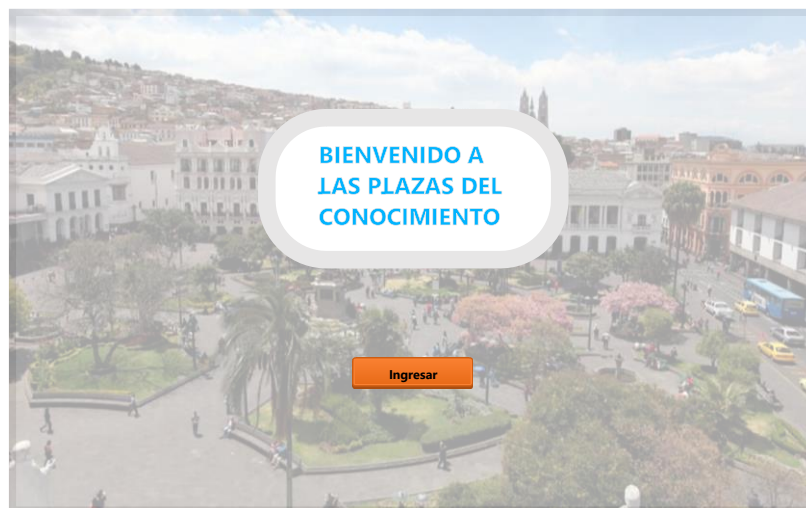 BIENVENIDO A
LAS PLAZAS DEL
CONOCIMIENTO
Ingresar